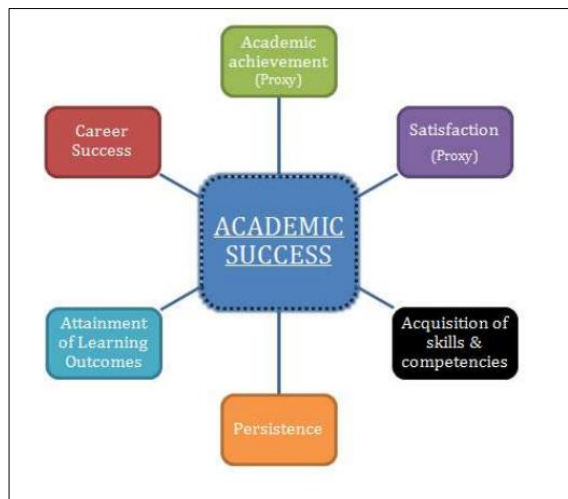 Academic
achievement
(Proxy)
Career
Success
Satisfaction
(Proxy)
ACADEMIC
SUCCESS
Attainment
of Learning
Outcomes
Acquisition of
skills &
competencies
Persistence